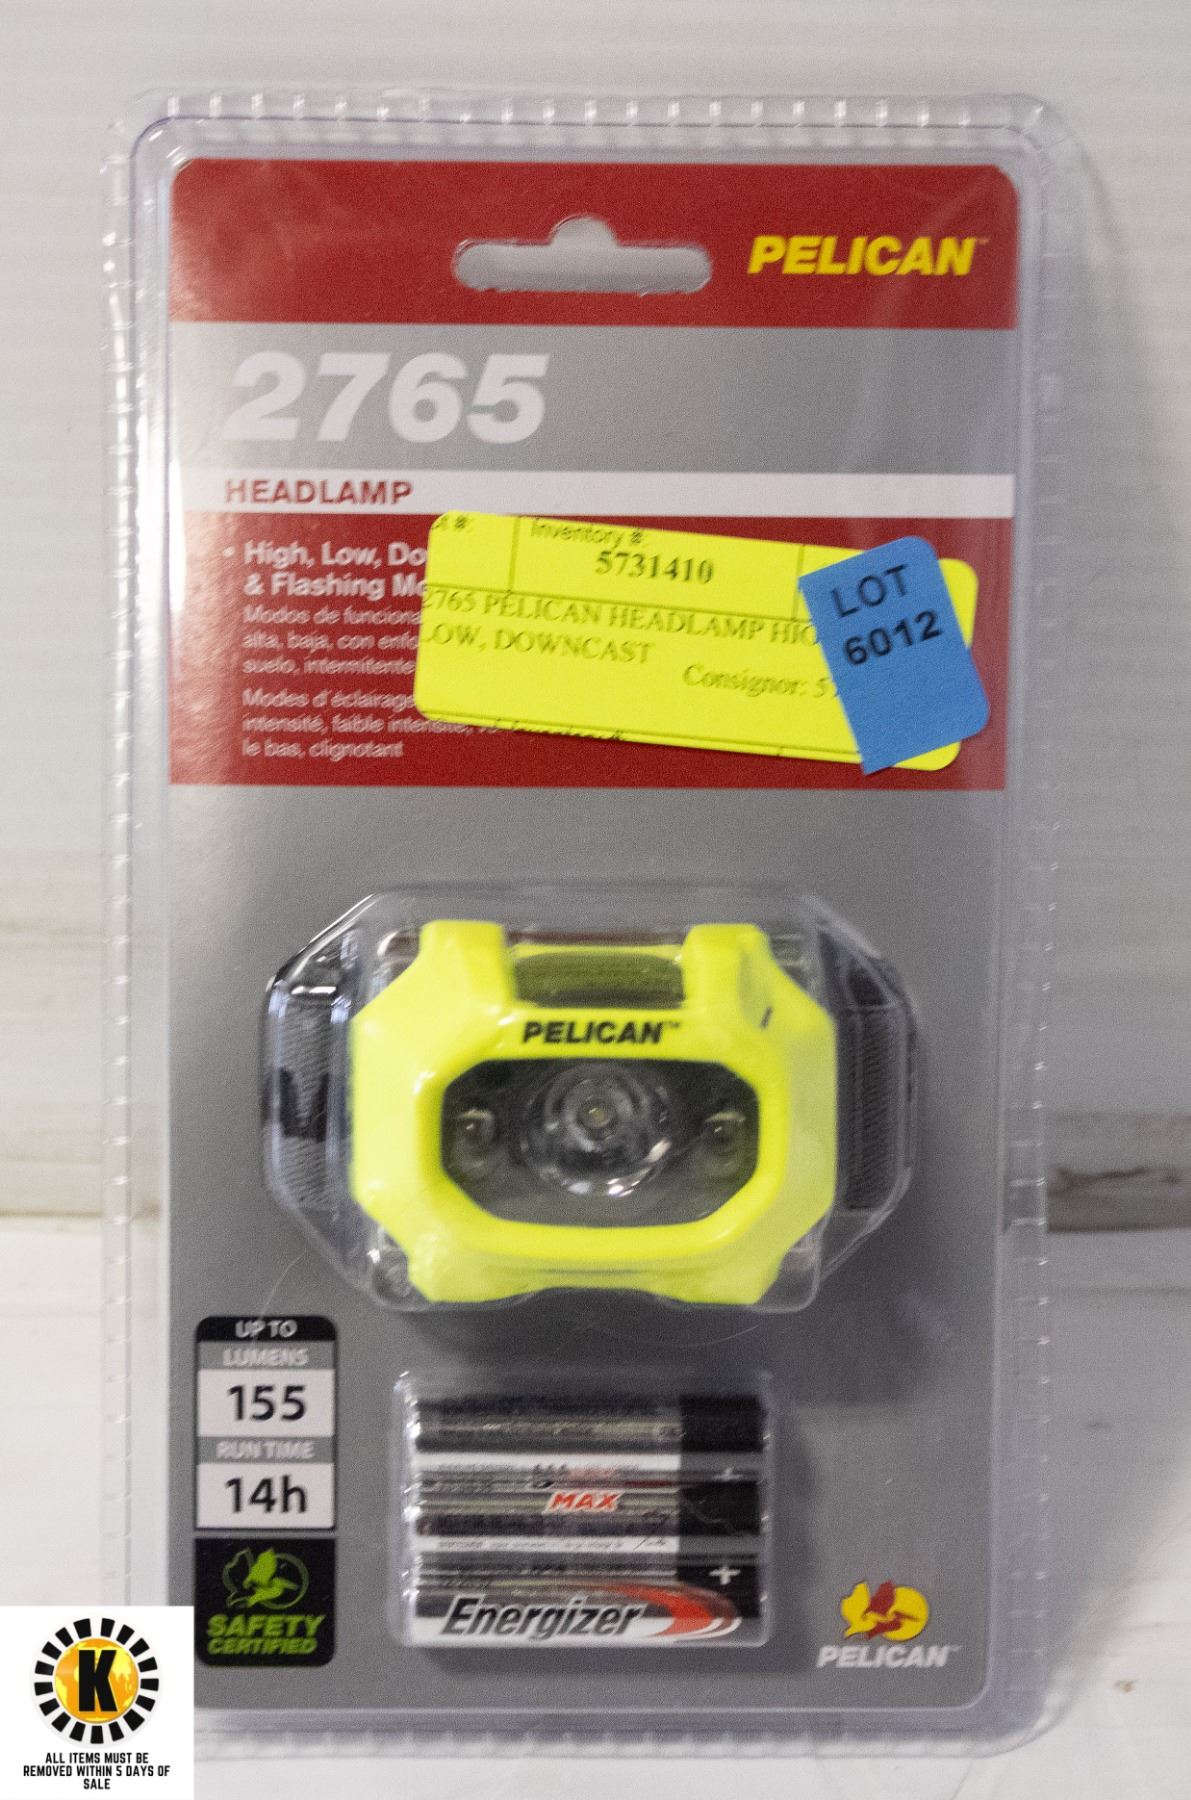 PELICAN™
2765
HEADLAMP
• High, Low, Do
& Flashing Mo
Modos de funciona
alta, baja, con enfo
suelo, intermitente
Modes d'éclairage
intensité, faible intensité,
le bas, clignotant
Inventory #:
5731410
2765 PELICAN HEADLAMP HIG
LOW, DOWNCAST
Consignor: 57
LOT
6012
PELICAN™
UP TO
LUMENS
155
RUN TIME
14h
SAFETY
CERTIFIED
MAX
+
+
Energizer
PELICAN™
K
ALL ITEMS MUST BE
REMOVED WITHIN 5 DAYS OF
SALE